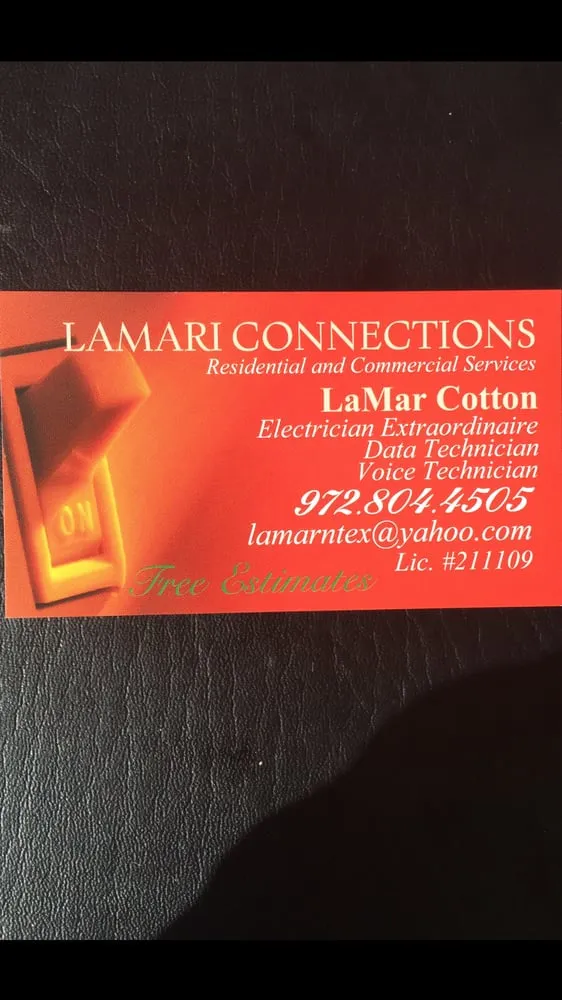 LAMARI CONNECTIONS
Residential and Commercial Services
LaMar Cotton
Electrician Extraordinaire
Data Technician
Voice Technician
972.804.4505
lamarntex@yahoo.com
Lic. #211109
Free Estimates
ON